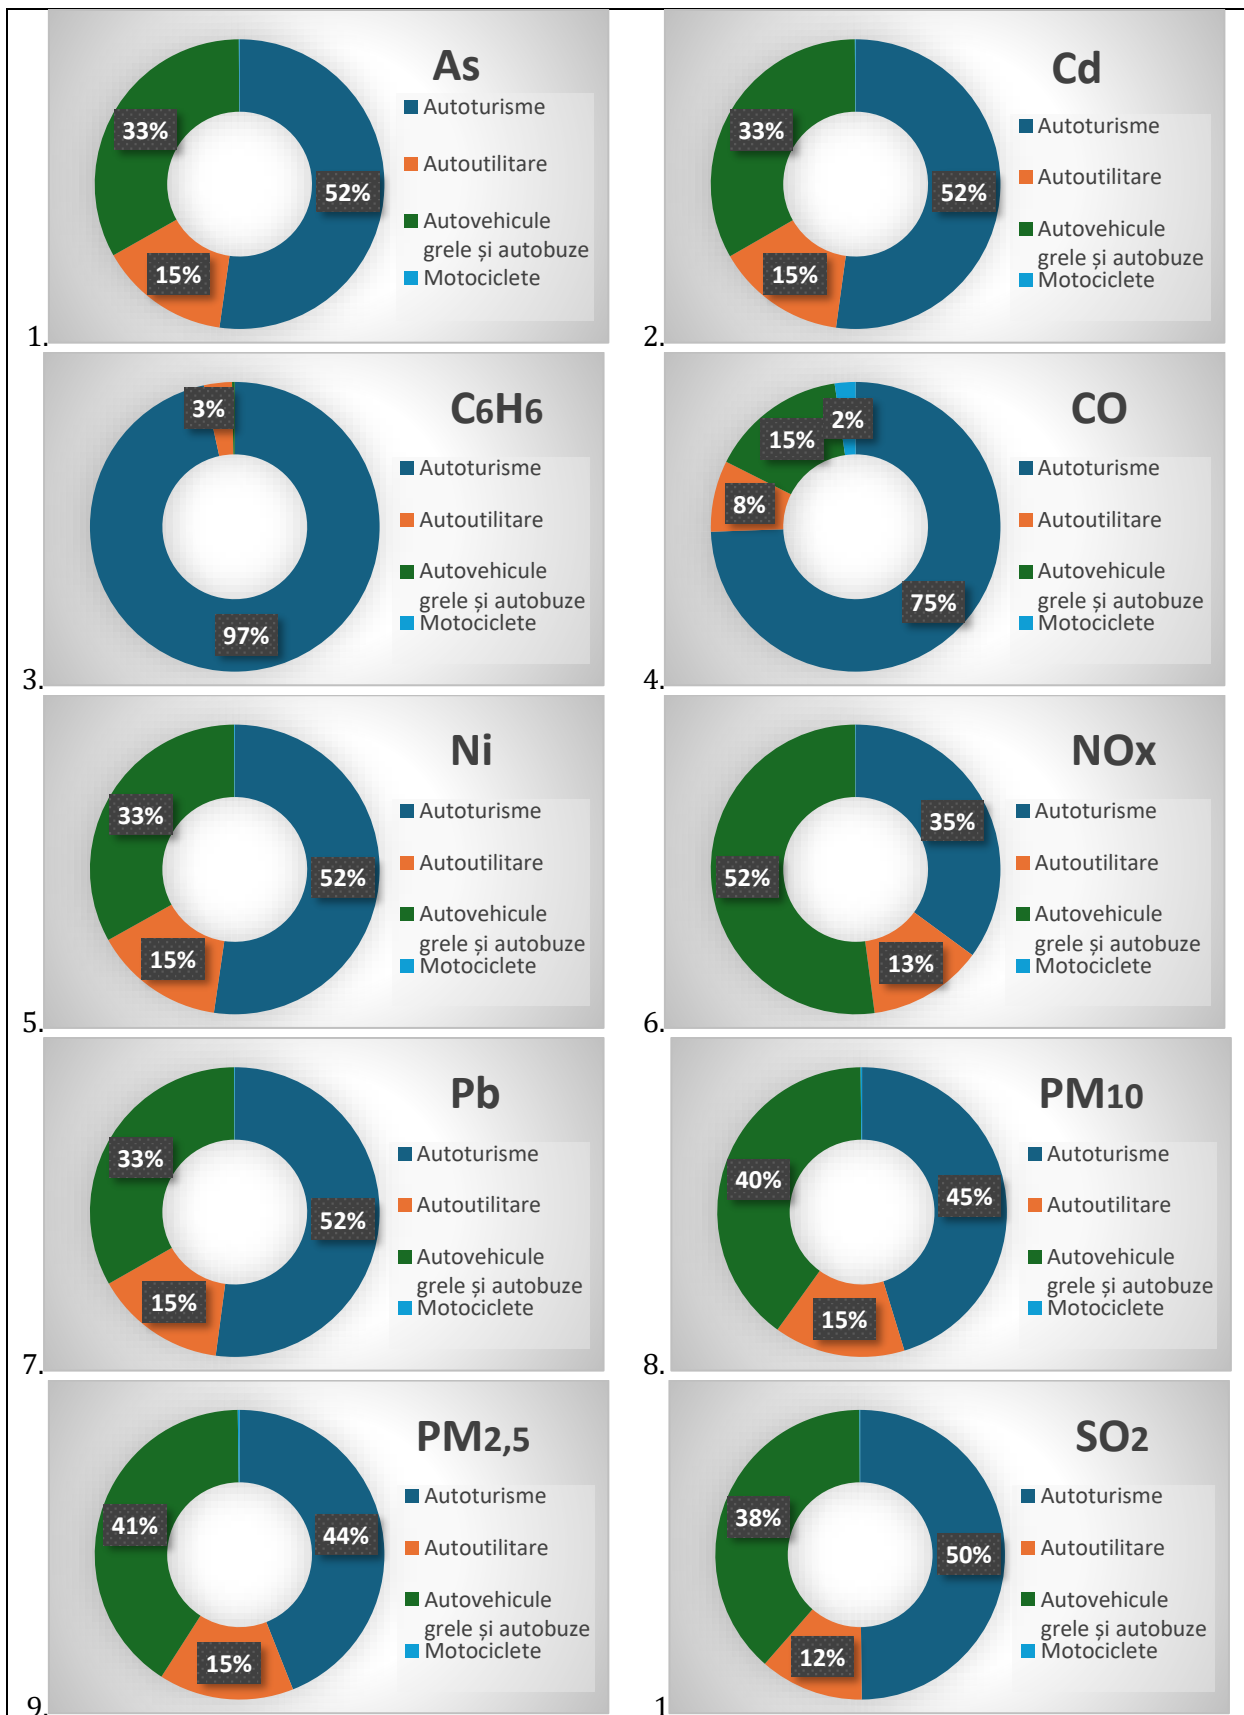 As
Autoturisme
Autoutilitare
Autovehicule
grele și autobuze
Motociclete
33%
52%
15%
1.
Cd
Autoturisme
Autoutilitare
Autovehicule
grele și autobuze
Motociclete
33%
52%
15%
2.
C6H6
Autoturisme
Autoutilitare
Autovehicule
grele și autobuze
Motociclete
3%
97%
3.
CO
Autoturisme
Autoutilitare
Autovehicule
grele și autobuze
Motociclete
2%
15%
8%
75%
4.
Ni
Autoturisme
Autoutilitare
Autovehicule
grele și autobuze
Motociclete
33%
52%
15%
5.
NOx
Autoturisme
Autoutilitare
Autovehicule
grele și autobuze
Motociclete
35%
52%
13%
6.
Pb
Autoturisme
Autoutilitare
Autovehicule
grele și autobuze
Motociclete
33%
52%
15%
7.
PM10
Autoturisme
Autoutilitare
Autovehicule
grele și autobuze
Motociclete
40%
45%
15%
8.
PM2,5
Autoturisme
Autoutilitare
Autovehicule
grele și autobuze
Motociclete
41%
44%
15%
9.
SO2
Autoturisme
Autoutilitare
Autovehicule
grele și autobuze
Motociclete
38%
50%
12%
1